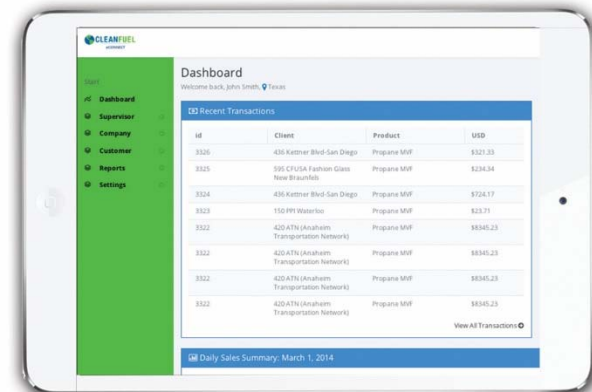 CLEANFUEL
ACCONNECT
Start
Dashboard
Supervisor
Company
Customer
Reports
Settings
Dashboard
Welcome back, John Smith, Texas
Recent Transactions
id Client Product USD
3326 436 Kettner Blvd-San Diego Propane MVF $321.33
3325 595 CFUSA Fashion Glass Propane MVF $234.34
New Braunfels
3324 436 Kettner Blvd-San Diego Propane MVF $724.17
3323 150 PPI Waterloo Propane MVF $23.71
3322 420 ATN (Anaheim Propane MVF $8345.23
Transportation Network)
3322 420 ATN (Anaheim Propane MVF $8345.23
Transportation Network)
3322 420 ATN (Anaheim Propane MVF $8345.23
Transportation Network)
3322 420 ATN (Anaheim Propane MVF $8345.23
Transportation Network)
View All Transactions
Daily Sales Summary: March 1, 2014